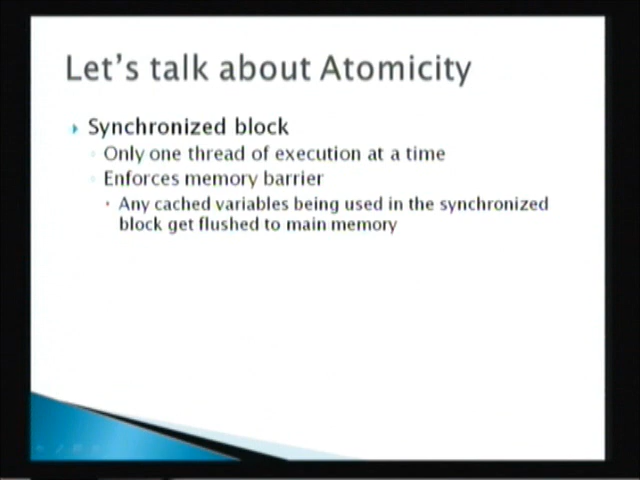 Let's talk about Atomicity
Synchronized block
Only one thread of execution at a time
Enforces memory barrier
Any cached variables being used in the synchronized
block get flushed to main memory